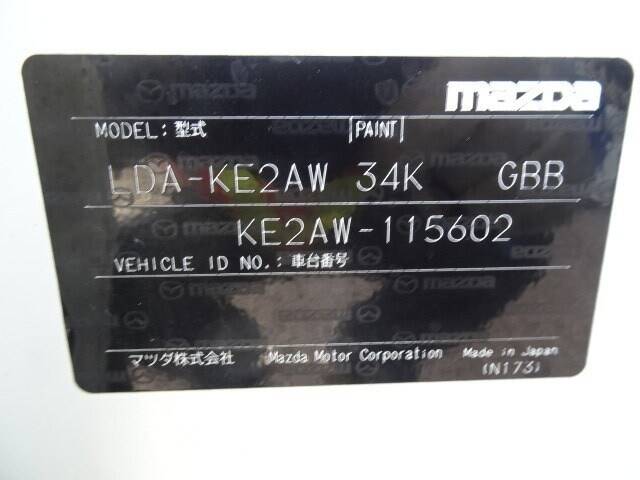 mazda
MODEL: 型式 PAINT
LDA-KE2AW 34K GBB
KE2AW-115602
VEHICLE ID NO.: 車台番号
マツダ株式会社 Mazda Motor Corporation Made in Japan
(N173)